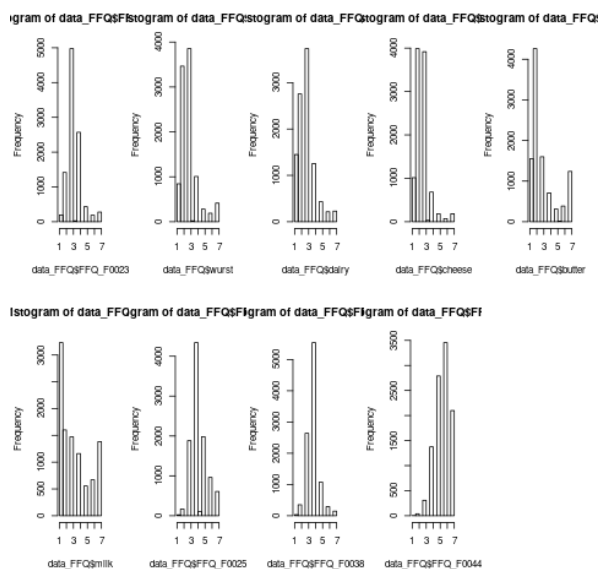 ogram of data_FFQ$FI
stogram of data_FFQ$
stogram of data_FFQ$
stogram of data_FFQ$
stogram of data_FFQ$
Frequency
0 1000 2000 3000 4000 5000
1 3 5 7
data_FFQ$FFQ_F0023
Frequency
0 1000 2000 3000 4000
1 3 5 7
data_FFQ$wurst
Frequency
0 1000 2000 3000
1 3 5 7
data_FFQ$dairy
Frequency
0 1000 2000 3000 4000
1 3 5 7
data_FFQ$cheese
Frequency
0 1000 2000 3000 4000
1 3 5 7
data_FFQ$butter
istogram of data_FFQ
gram of data_FFQ$FI
gram of data_FFQ$FI
gram of data_FFQ$FF
Frequency
0 500 1500 2000 3000
1 3 5 7
data_FFQ$milk
Frequency
0 1000 2000 3000 4000
1 3 5 7
data_FFQ$FFQ_F0025
Frequency
0 1000 2000 3000 4000 5000
1 3 5 7
data_FFQ$FFQ_F0038
Frequency
0 500 1500 2500 3500
1 3 5 7
data_FFQ$FFQ_F0044